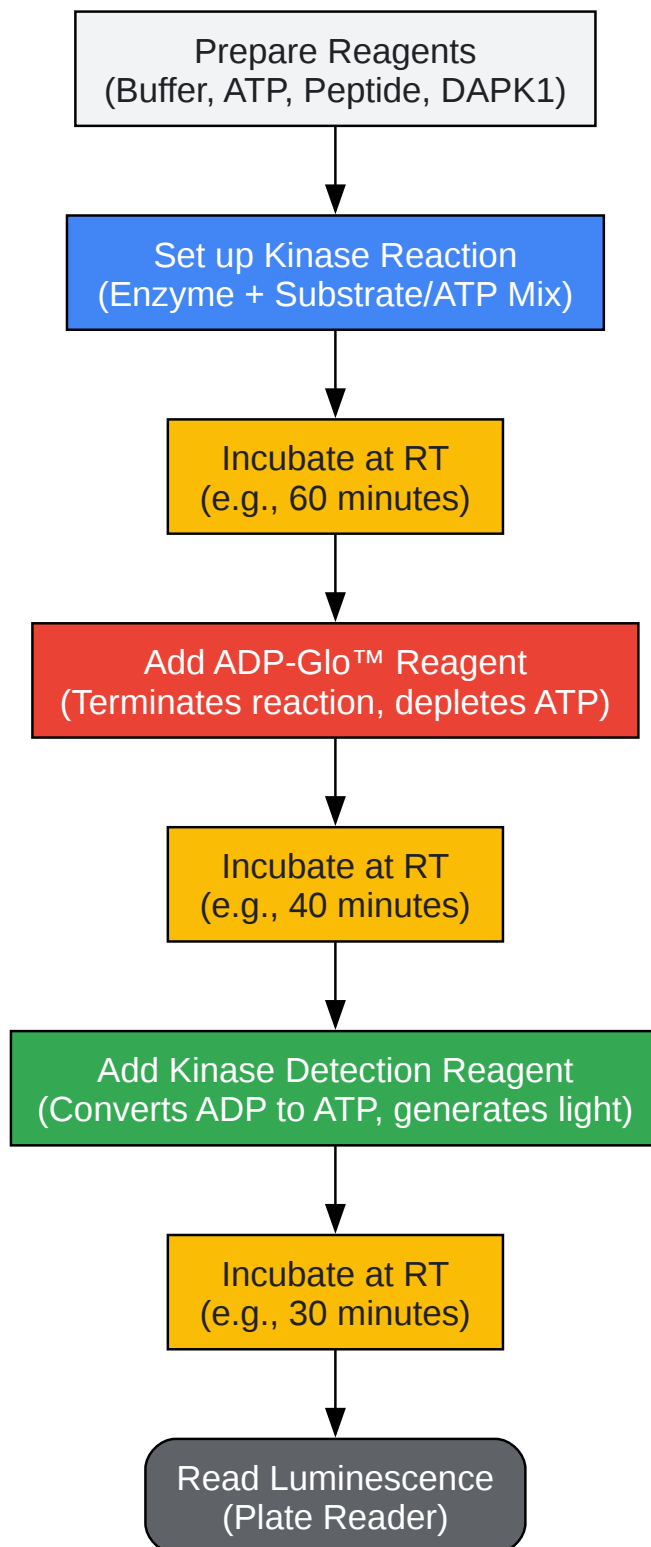 Prepare Reagents
(Buffer, ATP, Peptide, DAPK1)
Set up Kinase Reaction
(Enzyme + Substrate/ATP Mix)
Incubate at RT
(e.g., 60 minutes)
Add ADP-Glo™ Reagent
(Terminates reaction, depletes ATP)
Incubate at RT
(e.g., 40 minutes)
Add Kinase Detection Reagent
(Converts ADP to ATP, generates light)
Incubate at RT
(e.g., 30 minutes)
Read Luminescence
(Plate Reader)